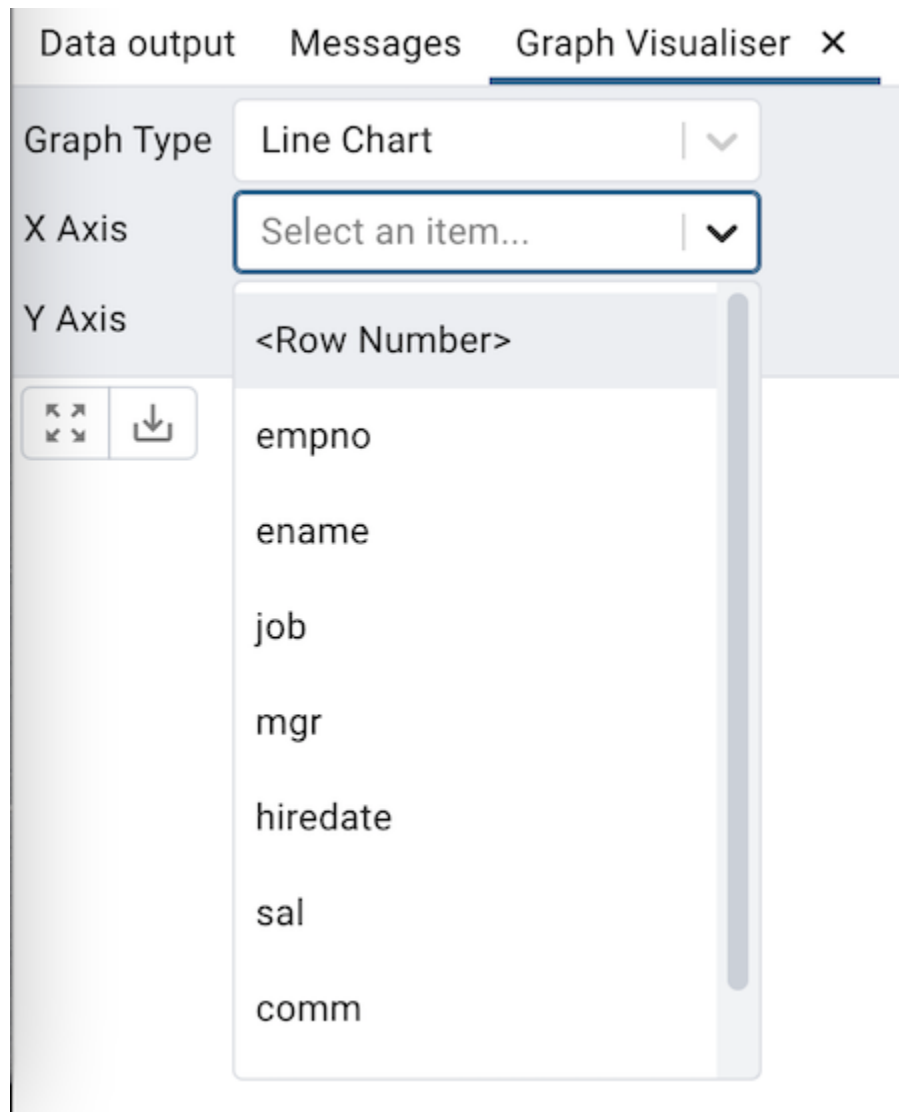 Data output Messages Graph Visualiser ×
Graph Type Line Chart
X Axis Select an item...
Y Axis
<Row Number>
empno
ename
job
mgr
hiredate
sal
comm